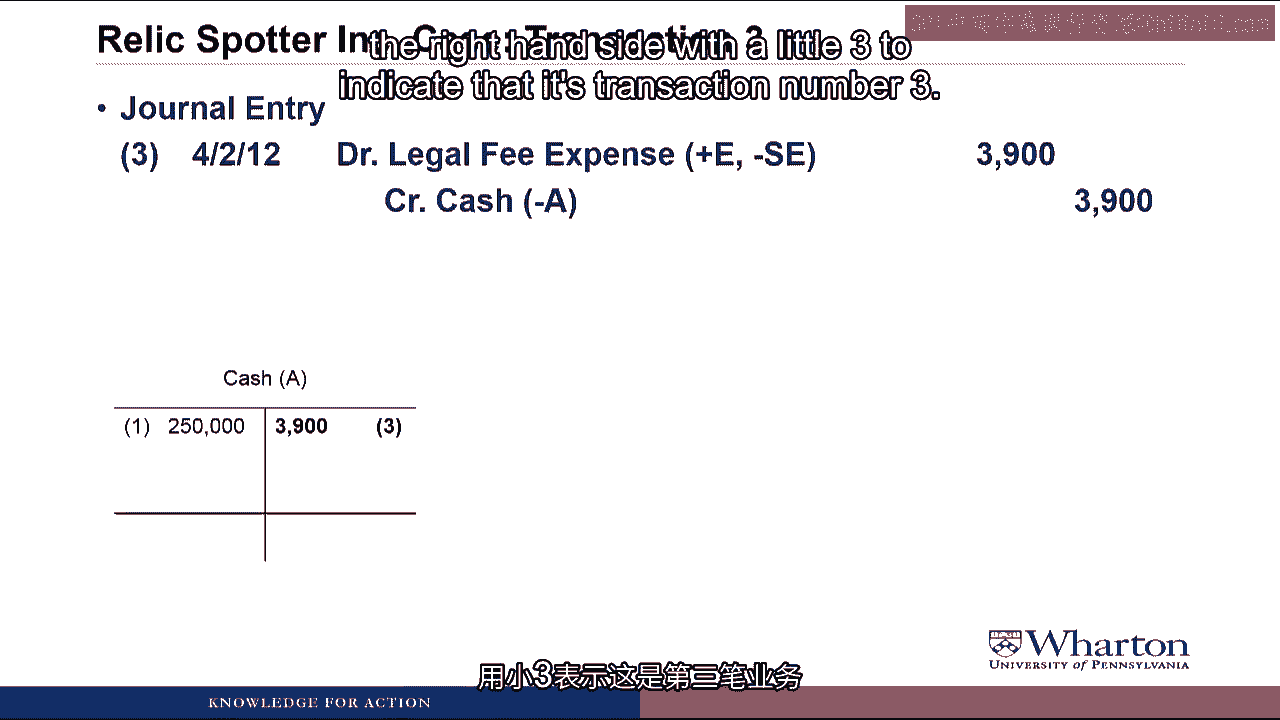 Relic Spotter Inc. Case: Transaction 3
the right hand side with a little 3 to
indicate that it's transaction number 3.
• Journal Entry
(3) 4/2/12 Dr. Legal Fee Expense (+E, -SE) 3,900
Cr. Cash (-A) 3,900
Cash (A)
(1) 250,000 3,900 (3)
Wharton
UNIVERSITY of PENNSYLVANIA
用小3表示这是第三笔业务
KNOWLEDGE FOR ACTION